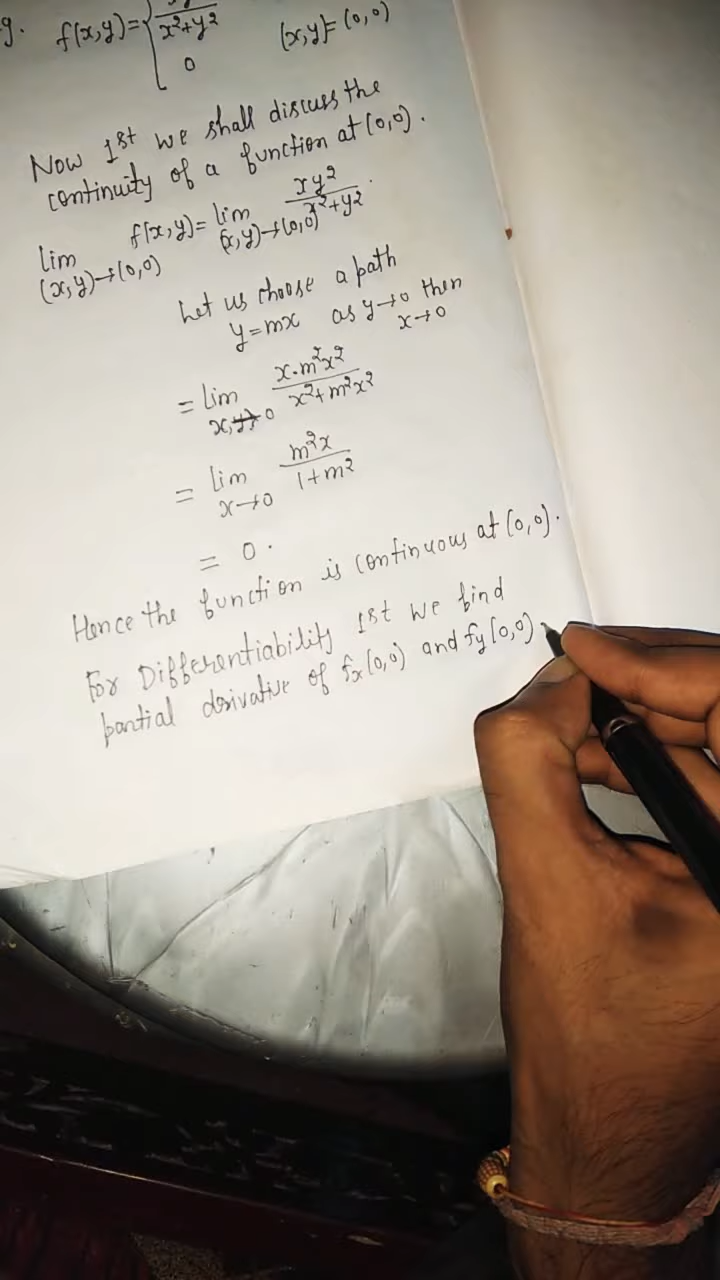 g. f(x,y)={ /x²+y² (x,y)=(0,0)
0
Now 1st we shall discuss the
continuity of a function at (0,0).
lim (x,y)→(0,0) f(x,y)= lim (x,y)→(0,0) xy²/x²+y².
Let us choose a path
y=mx as y→0 then x→0
= lim x,y→0 x·m²x²/x²+m²x²
= lim x→0 m²x/1+m²
= 0.
Hence the function is continuous at (0,0).
For Differentiability 1st we find
partial derivative of fx(0,0) and fy(0,0)